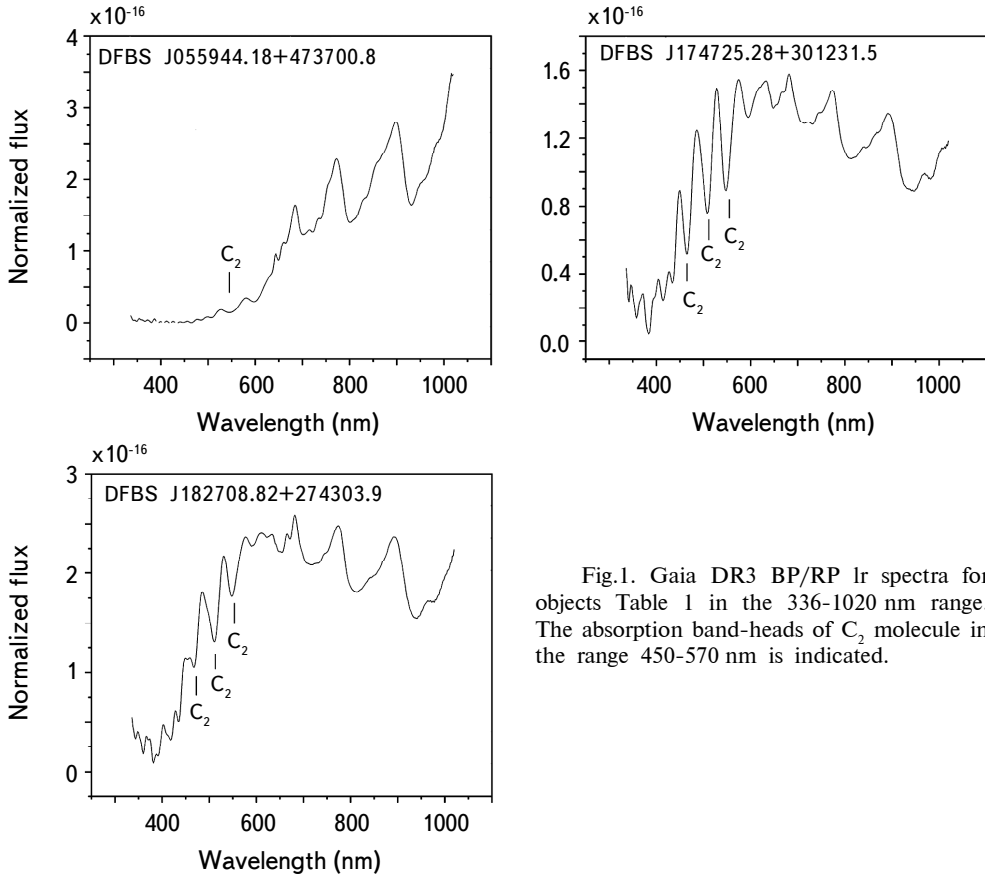 x10⁻¹⁶
4
DFBS J055944.18+473700.8
3
2
1
0
C₂
Normalized flux
400 600 800 1000
Wavelength (nm)
x10⁻¹⁶
1.6
DFBS J174725.28+301231.5
1.2
0.8
0.4
0.0
C₂
C₂
C₂
400 600 800 1000
Wavelength (nm)
x10⁻¹⁶
3
DFBS J182708.82+274303.9
2
1
0
C₂
C₂
C₂
Normalized flux
400 600 800 1000
Wavelength (nm)
Fig.1. Gaia DR3 BP/RP lr spectra for
objects Table 1 in the 336-1020 nm range.
The absorption band-heads of C₂ molecule in
the range 450-570 nm is indicated.